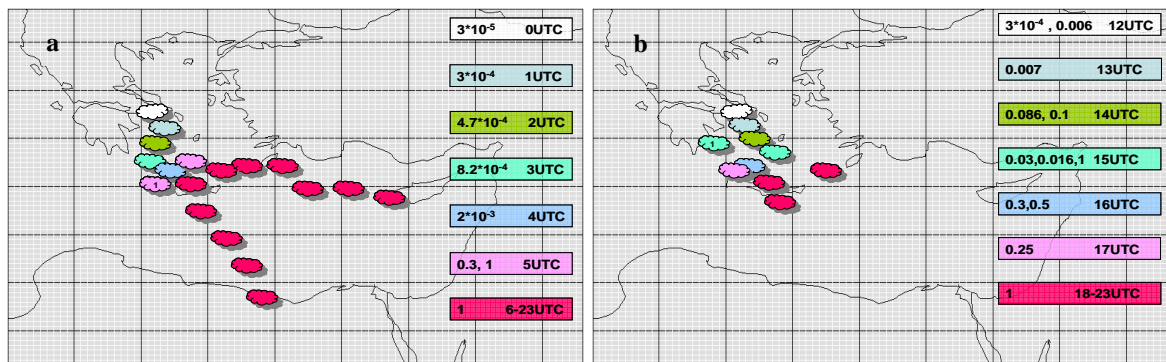 a
3*10-5 0UTC
3*10-4 1UTC
4.7*10-4 2UTC
8.2*10-4 3UTC
2*10-3 4UTC
0.3, 1 5UTC
1 6-23UTC
1
b
3*10-4 , 0.006 12UTC
0.007 13UTC
0.086, 0.1 14UTC
0.03,0.016,1 15UTC
0.3,0.5 16UTC
0.25 17UTC
1 18-23UTC
1